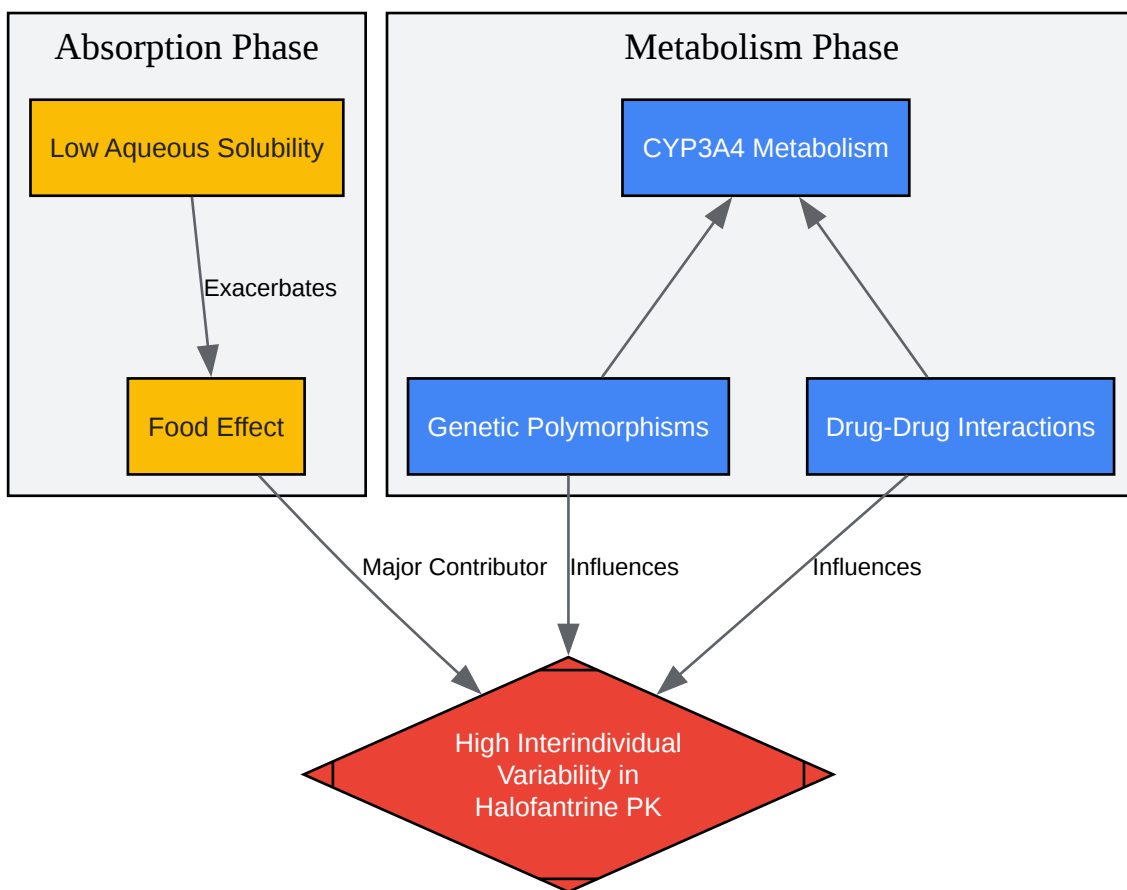 Absorption Phase
Metabolism Phase
Low Aqueous Solubility
CYP3A4 Metabolism
Exacerbates
Food Effect
Genetic Polymorphisms
Drug-Drug Interactions
Major Contributor
Influences
Influences
High Interindividual
Variability in
Halofantrine PK